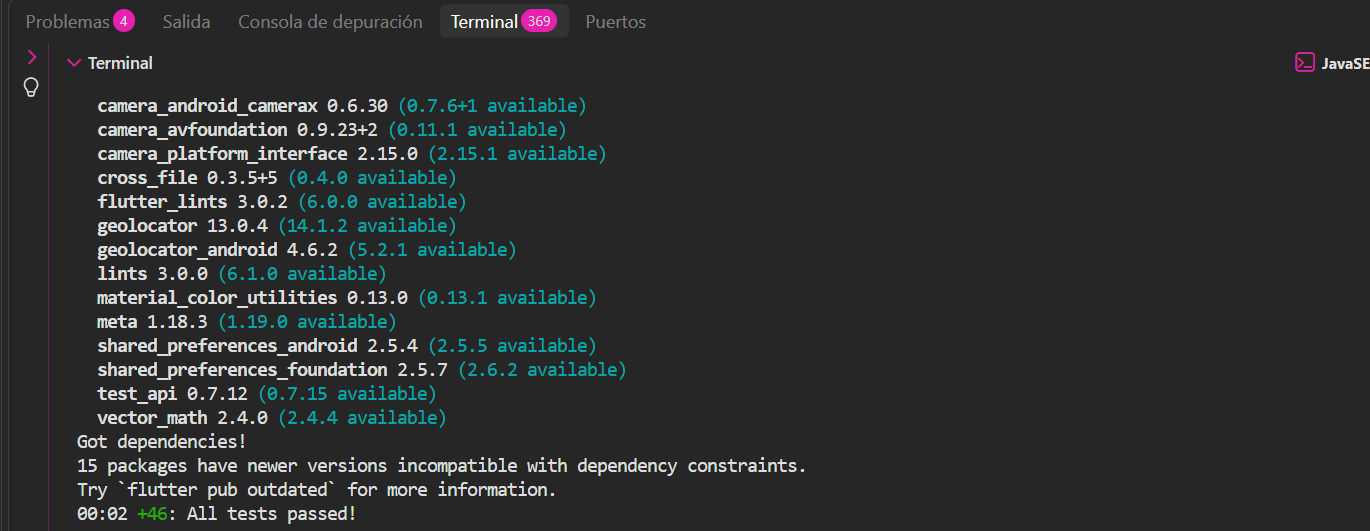 Problemas 4 Salida Consola de depuración Terminal 369 Puertos
Terminal JavaSE
camera_android_camerax 0.6.30 (0.7.6+1 available)
camera_avfoundation 0.9.23+2 (0.11.1 available)
camera_platform_interface 2.15.0 (2.15.1 available)
cross_file 0.3.5+5 (0.4.0 available)
flutter_lints 3.0.2 (6.0.0 available)
geolocator 13.0.4 (14.1.2 available)
geolocator_android 4.6.2 (5.2.1 available)
lints 3.0.0 (6.1.0 available)
material_color_utilities 0.13.0 (0.13.1 available)
meta 1.18.3 (1.19.0 available)
shared_preferences_android 2.5.4 (2.5.5 available)
shared_preferences_foundation 2.5.7 (2.6.2 available)
test_api 0.7.12 (0.7.15 available)
vector_math 2.4.0 (2.4.4 available)
Got dependencies!
15 packages have newer versions incompatible with dependency constraints.
Try `flutter pub outdated` for more information.
00:02 +46: All tests passed!